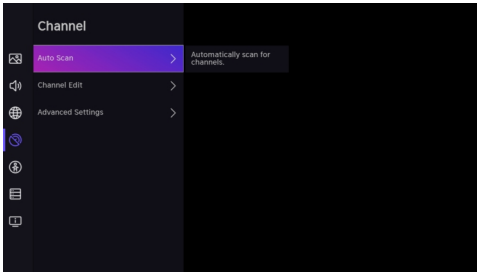 Channel
Auto Scan
Automatically scan for
channels.
Channel Edit
Advanced Settings